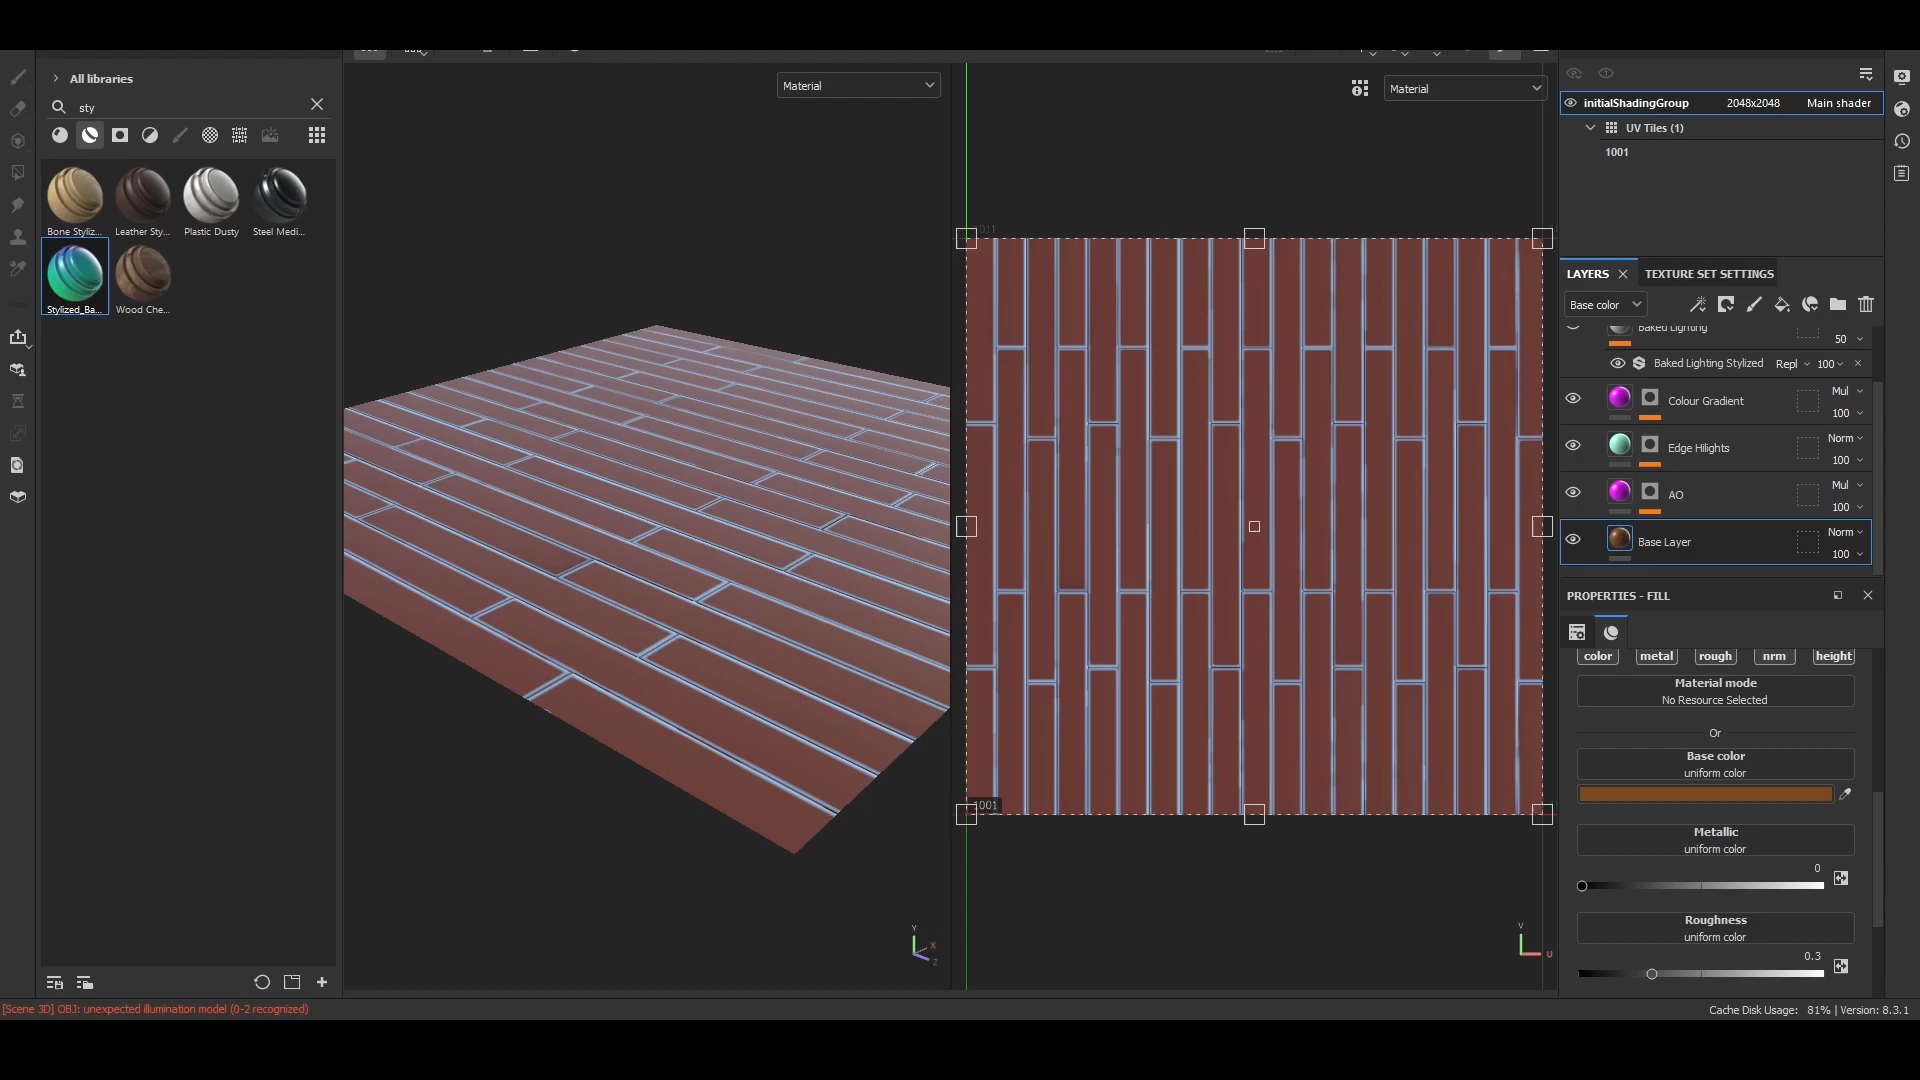 All libraries
sty
Bone Styliz...
Leather Sty...
Plastic Dusty
Steel Medi...
Stylized_Ba...
Wood Che...
Material
Y
X
Z
Material
1001
V
U
initialShadingGroup 2048x2048 Main shader
UV Tiles (1)
1001
LAYERS TEXTURE SET SETTINGS
Base color
Baked Lighting
50
Baked Lighting Stylized Repl 100
Colour Gradient Mul
100
Edge Hilights Norm
100
AO Mul
100
Base Layer Norm
100
PROPERTIES - FILL
color metal rough nrm height
Material mode
No Resource Selected
Or
Base color
uniform color
Metallic
uniform color
0
Roughness
uniform color
0.3
[Scene 3D] OBJ: unexpected illumination model (0-2 recognized)
Cache Disk Usage: 81% | Version: 8.3.1